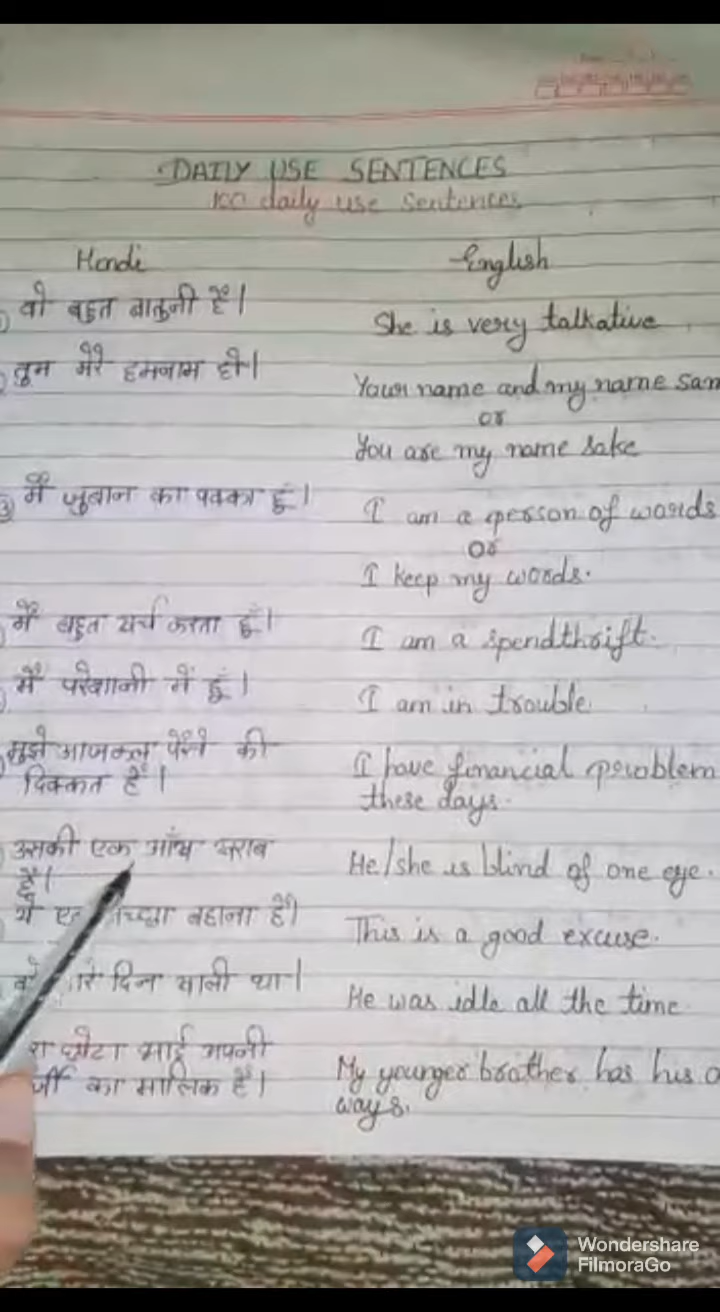 DAILY USE SENTENCES
100 daily use Sentences
Hendi English
वो बहुत बातुनी हैं।
She is very talkative
तुम मेरे हमनाम हो।
Your name and my name sam
or
You are my name sake
③ मैं जुबान का पक्का हूं।
I am a person of words
Or
I keep my words.
मैं बहुत खर्च करता हूँ।
I am a spendthrift.
मैं परेशानी में हूं।
I am in trouble.
मुझे आजकल पैसे की
दिक्कत हैं।
I have financial problem
these days.
उसकी एक आँख खराब
हैं।
He/she is blind of one eye.
ये बहाना हैं।
This is a good excuse.
दिन खाली था।
He was idle all the time.
छोटा भाई अपनी
का मालिक हैं।
My younger brother has his o
ways.
Wondershare
FilmoraGo